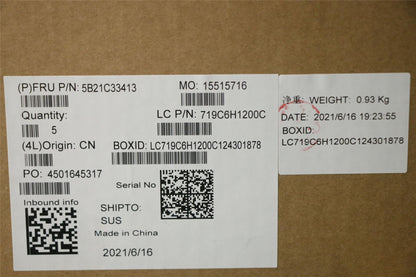 (P)FRU P/N: 5B21C33413
MO: 15515716
Quantity:
5
LC P/N: 719C6H1200C
(4L)Origin: CN
BOXID: LC719C6H1200C124301878
PO: 4501645317
Serial No
Inbound info
SHIPTO:
SUS
Made in China
2021/6/16
净重: WEIGHT: 0.93 Kg
DATE: 2021/6/16 19:23:55
BOXID:
LC719C6H1200C124301878